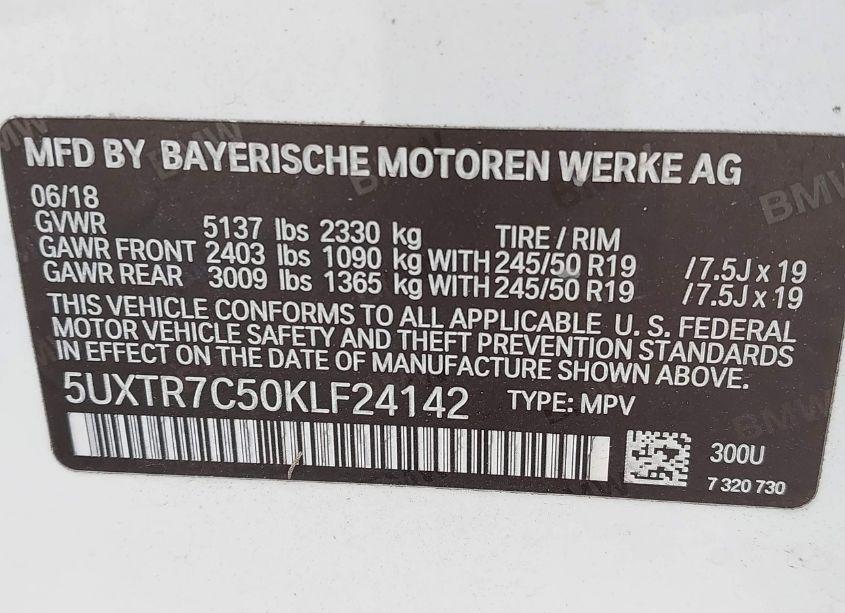 MFD BY BAYERISCHE MOTOREN WERKE AG
06/18
GVWR 5137 lbs 2330 kg TIRE / RIM
GAWR FRONT 2403 lbs 1090 kg WITH 245/50 R19 /7.5J x 19
GAWR REAR 3009 lbs 1365 kg WITH 245/50 R19 /7.5J x 19
THIS VEHICLE CONFORMS TO ALL APPLICABLE U. S. FEDERAL
MOTOR VEHICLE SAFETY AND THEFT PREVENTION STANDARDS
IN EFFECT ON THE DATE OF MANUFACTURE SHOWN ABOVE.
5UXTR7C50KLF24142 TYPE: MPV
300U
7 320 730